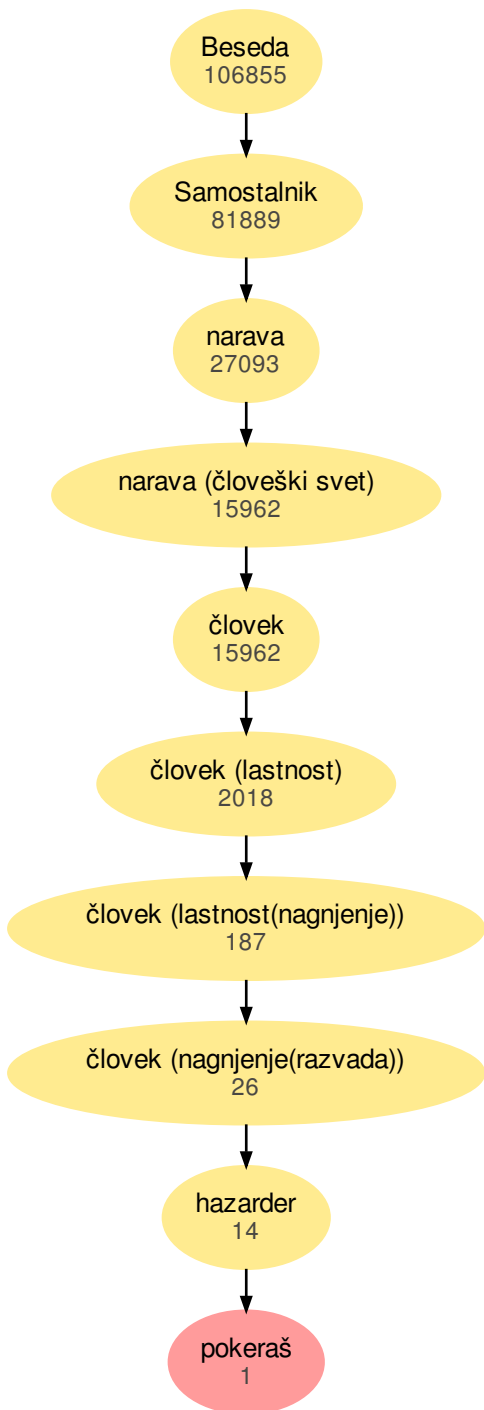 Beseda
106855
Samostalnik
81889
narava
27093
narava (človeški svet)
15962
človek
15962
človek (lastnost)
2018
človek (lastnost(nagnjenje))
187
človek (nagnjenje(razvada))
26
hazarder
14
pokeraš
1